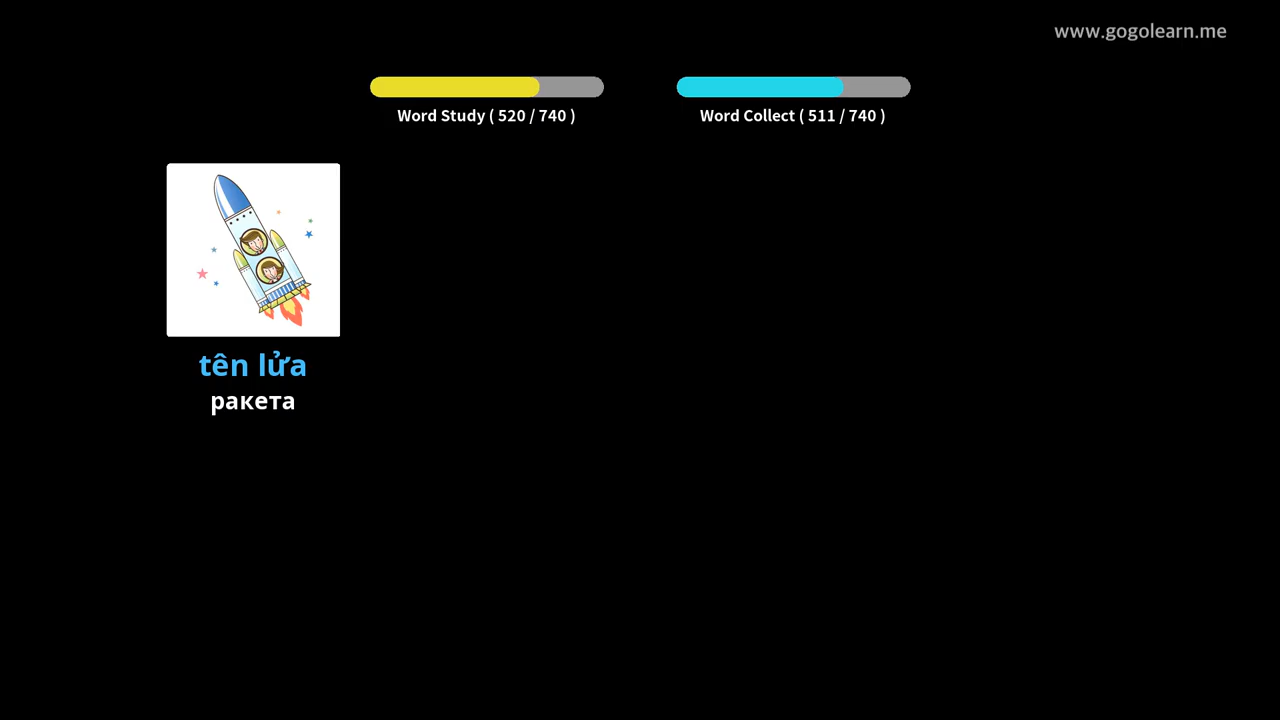 www.gogolearn.me
Word Study ( 520 / 740 )
Word Collect ( 511 / 740 )
tên lửa
ракета